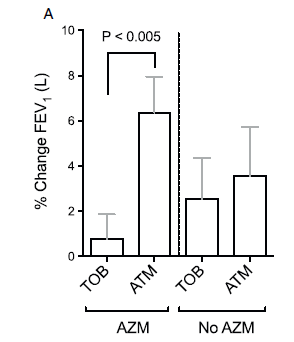 A
P < 0.005
% Change FEV₁ (L)
10
8
6
4
2
0
TOB
ATM
TOB
ATM
AZM
No AZM